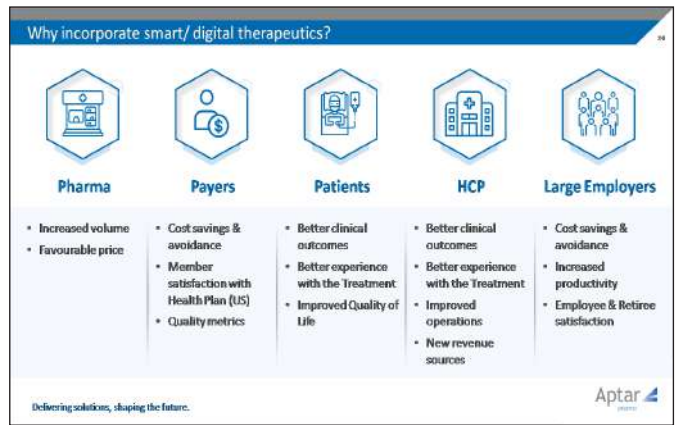 Why incorporate smart/ digital therapeutics?
Pharma
Payers
Patients
HCP
Large Employers
• Increased volume
• Favourable price
• Cost savings &
avoidance
• Member
satisfaction with
Health Plan (US)
• Quality metrics
• Better clinical
outcomes
• Better experience
with the Treatment
• Improved Quality of
Life
• Better clinical
outcomes
• Better experience
with the Treatment
• Improved
operations
• New revenue
sources
• Cost savings &
avoidance
• Increased
productivity
• Employee & Retiree
satisfaction
Delivering solutions, shaping the future.
Aptar
pharma